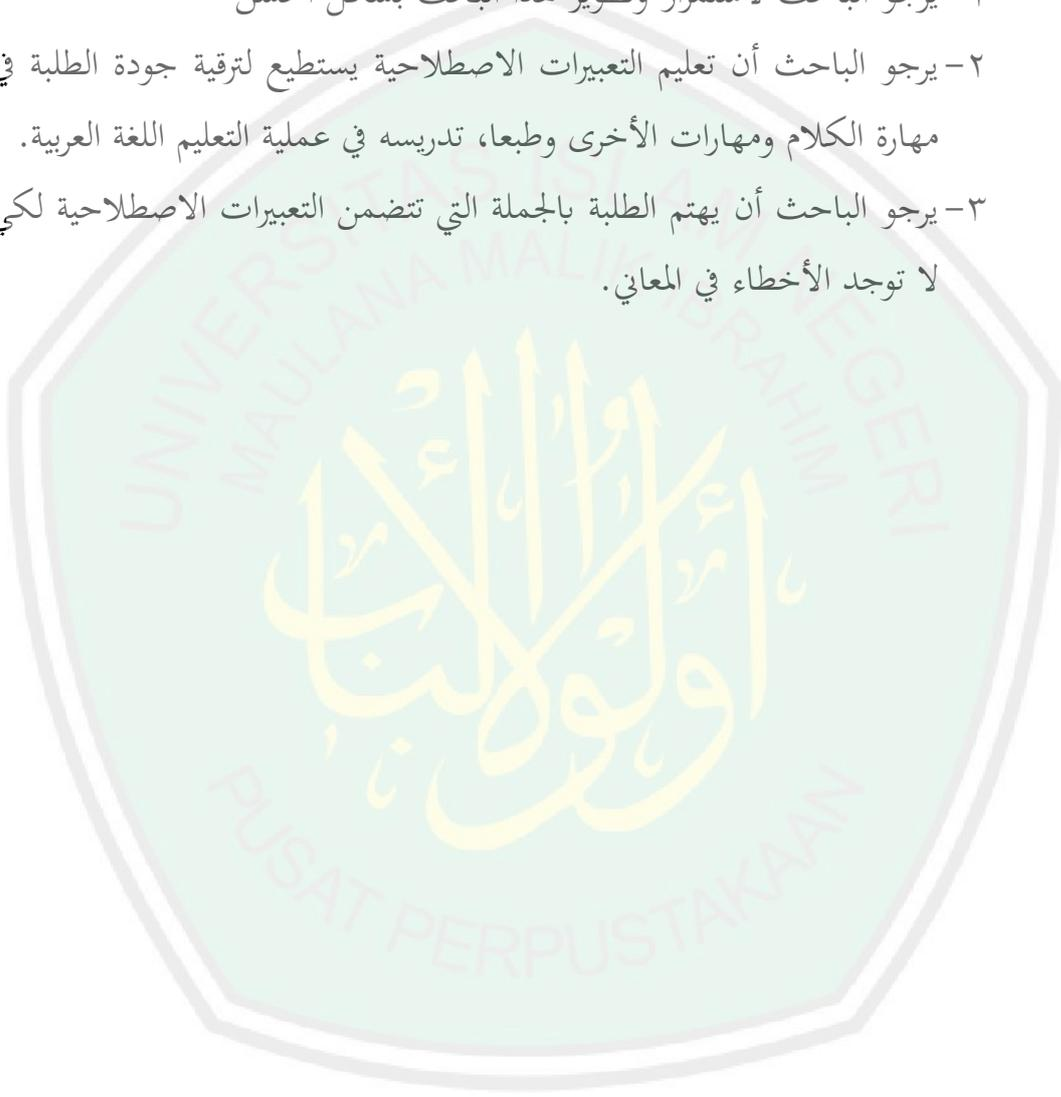 ٢- يرجو الباحث أن تعليم التعبيرات الاصطلاحية يستطيع لترقية جودة الطلبة في
مهارة الكلام ومهارات الأخرى وطبعا، تدريسه في عملية التعليم اللغة العربية.
٣- يرجو الباحث أن يهتم الطلبة بالجملة التي تتضمن التعبيرات الاصطلاحية لكي
لا توجد الأخطاء في المعاني.
UNIVERSITAS ISLAM NEGERI
MAULANA MALIK IBRAHIM
أولو الألباب
PUSAT PERPUSTAKAAN